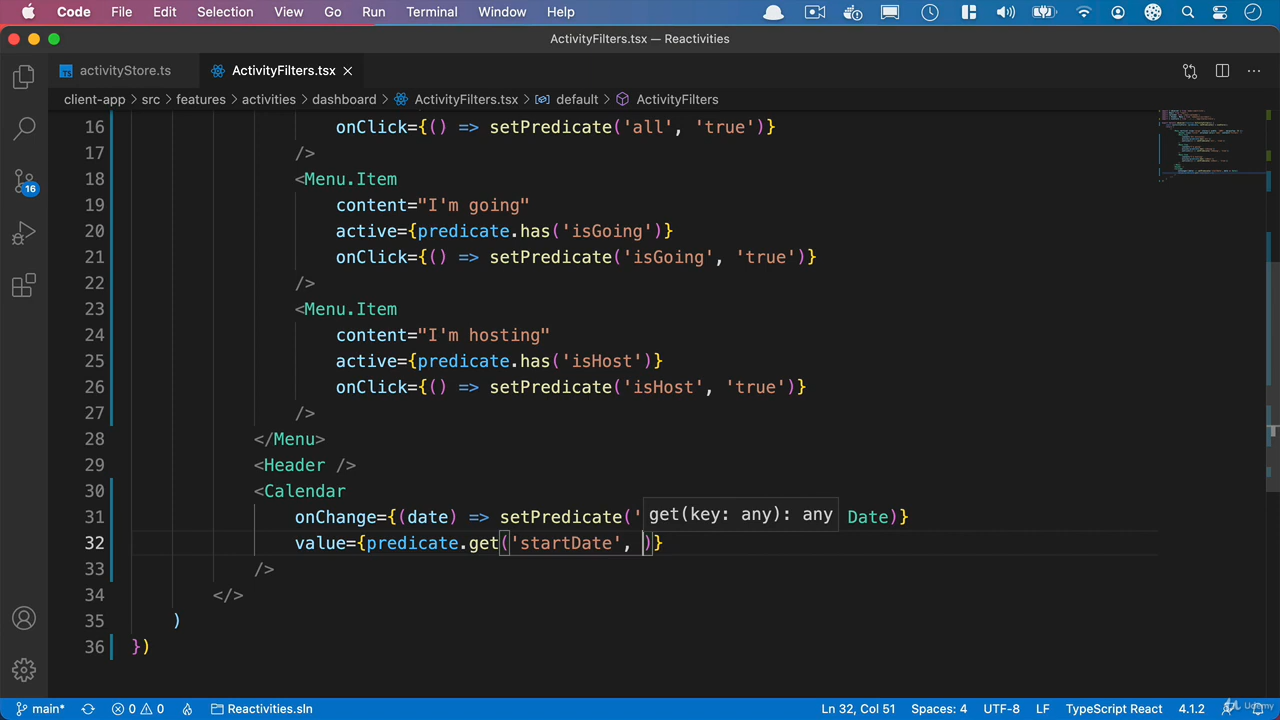 Code File Edit Selection View Go Run Terminal Window Help
ActivityFilters.tsx — Reactivities
TS activityStore.ts ActivityFilters.tsx
client-app > src > features > activities > dashboard > ActivityFilters.tsx > default > ActivityFilters
16 onClick={() => setPredicate('all', 'true')}
17 />
18 <Menu.Item
19 content="I'm going"
20 active={predicate.has('isGoing')}
21 onClick={() => setPredicate('isGoing', 'true')}
22 />
23 <Menu.Item
24 content="I'm hosting"
25 active={predicate.has('isHost')}
26 onClick={() => setPredicate('isHost', 'true')}
27 />
28 </Menu>
29 <Header />
30 <Calendar
31 onChange={(date) => setPredicate(' get(key: any): any Date)}
32 value={predicate.get('startDate', )}
33 />
34 </>
35 )
36 })
16
main* 0 0 Reactivities.sln Ln 32, Col 51 Spaces: 4 UTF-8 LF TypeScript React 4.1.2
Udemy